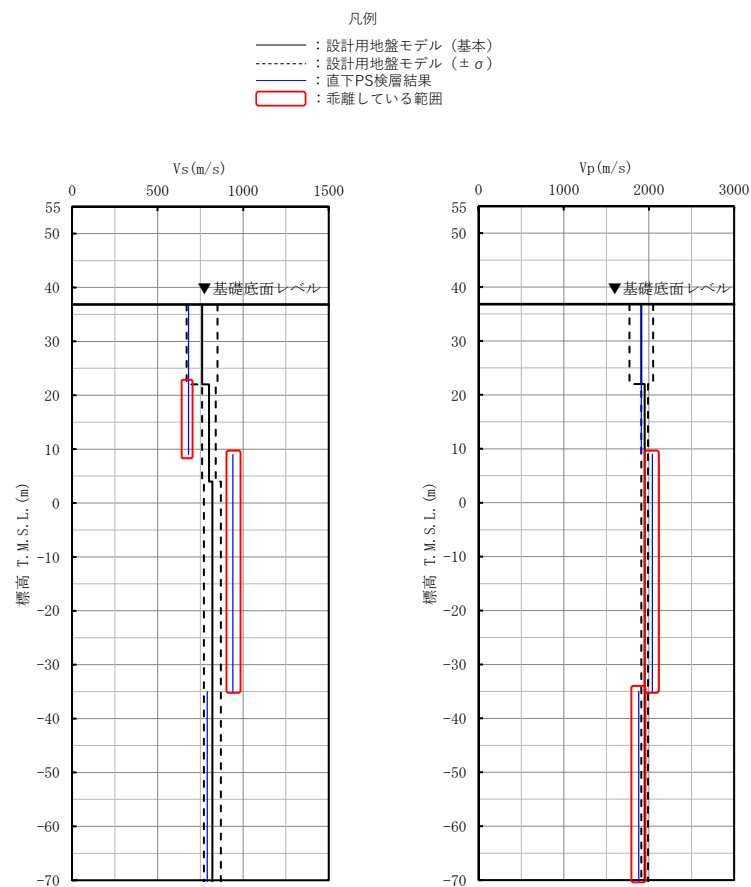 凡例
：設計用地盤モデル（基本）
：設計用地盤モデル（±σ）
：直下PS検層結果
：乖離している範囲
Vs(m/s)
0 500 1000 1500
55
50
40
30
20
10
0
-10
-20
-30
-40
-50
-60
-70
標高 T.M.S.L.(m)
▼基礎底面レベル
Vp(m/s)
0 1000 2000 3000
55
50
40
30
20
10
0
-10
-20
-30
-40
-50
-60
-70
標高 T.M.S.L.(m)
▼基礎底面レベル